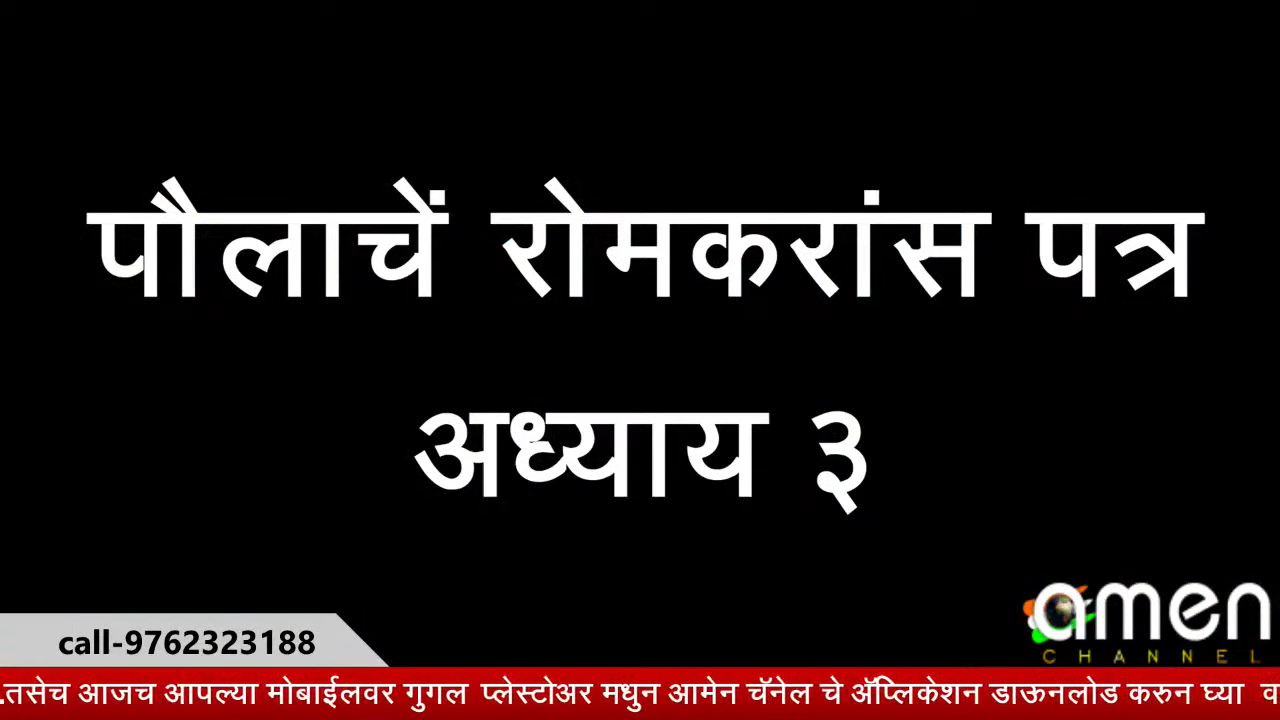 पौलाचें रोमकरांस पत्र
अध्याय ३
amen
CHANNEL
call-9762323188
..तसेच आजच आपल्या मोबाईलवर गुगल प्लेस्टोअर मधुन आमेन चॅनेल चे ॲप्लिकेशन डाऊनलोड करुन घ्या